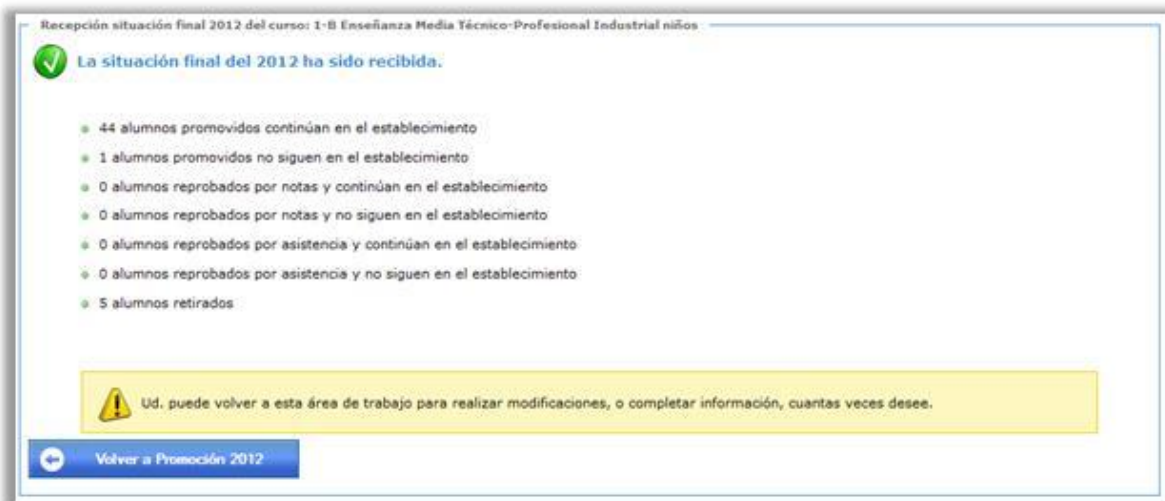 Recepción situación final 2012 del curso: 1-B Enseñanza Media Técnico-Profesional Industrial niños
La situación final del 2012 ha sido recibida.
44 alumnos promovidos continúan en el establecimiento
1 alumnos promovidos no siguen en el establecimiento
0 alumnos reprobados por notas y continúan en el establecimiento
0 alumnos reprobados por notas y no siguen en el establecimiento
0 alumnos reprobados por asistencia y continúan en el establecimiento
0 alumnos reprobados por asistencia y no siguen en el establecimiento
5 alumnos retirados
Ud. puede volver a esta área de trabajo para realizar modificaciones, o completar información, cuantas veces desee.
Volver a Promoción 2012